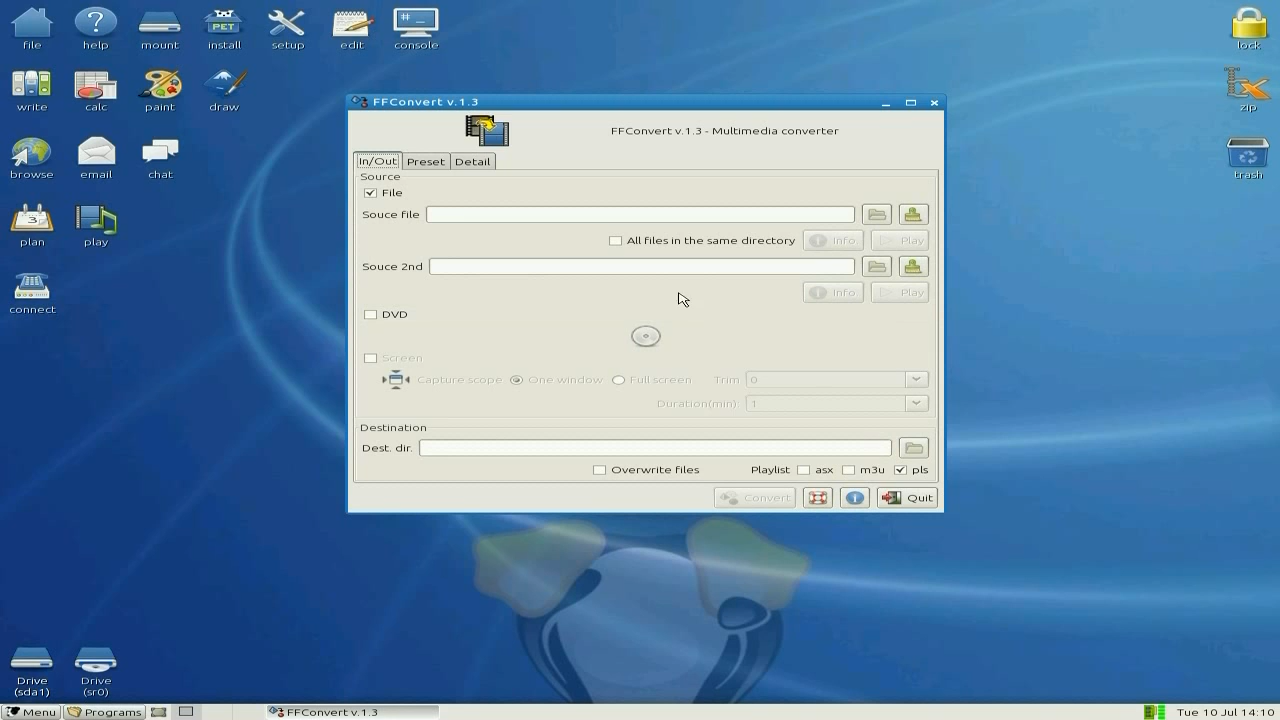 file help mount install setup edit console lock
PET
# _
write calc paint draw zip
browse email chat trash
plan play
3
connect
FFConvert v.1.3
FFConvert v.1.3 - Multimedia converter
In/Out Preset Detail
Source
File
Souce file
All files in the same directory Info Play
Souce 2nd
Info Play
DVD
Screen
Capture scope One window Full screen Trim 0
Duration(min): 1
Destination
Dest. dir.
Overwrite files Playlist asx m3u pls
Convert Quit
Drive Drive
(sda1) (sr0)
Menu Programs FFConvert v.1.3 Tue 10 Jul 14:10